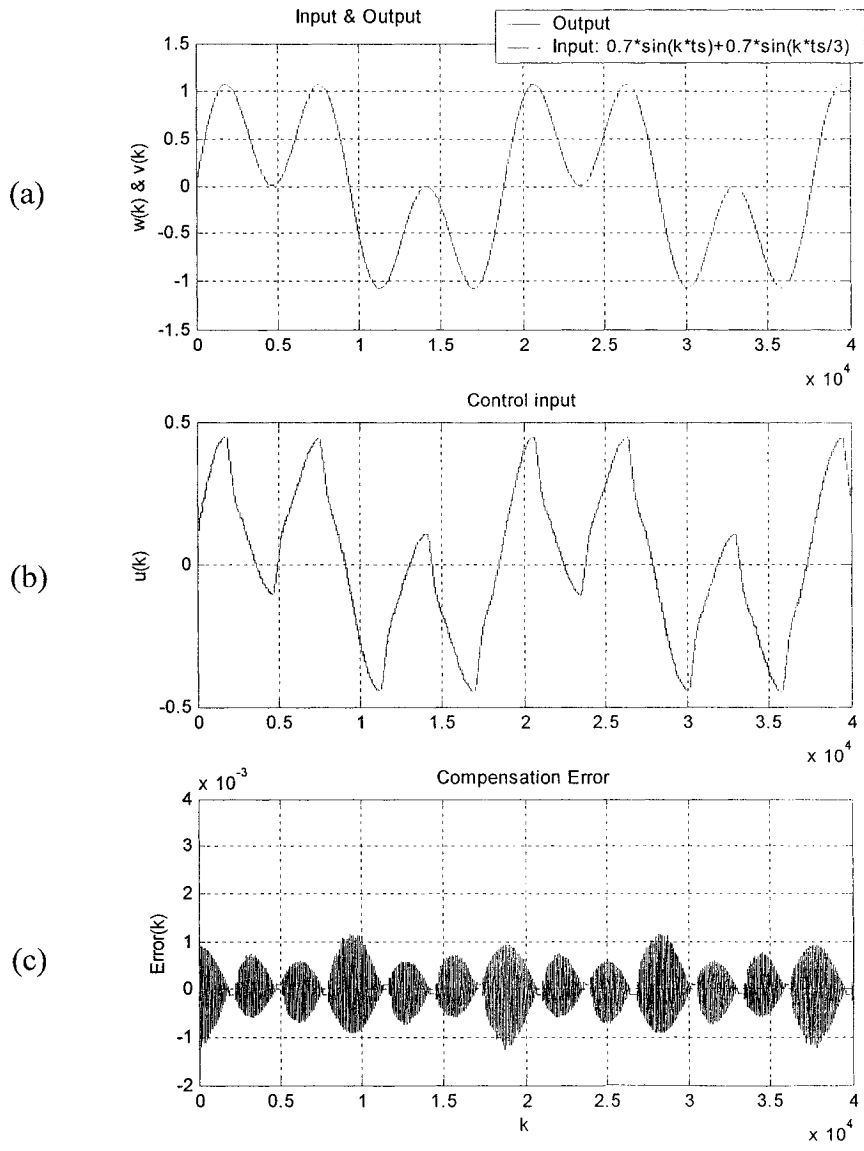 Input & Output
Output
Input: 0.7*sin(k*ts)+0.7*sin(k*ts/3)
(a)
w(k) & v(k)
1.5
1
0.5
0
-0.5
-1
-1.5
0 0.5 1 1.5 2 2.5 3 3.5 4
x 10^4
Control input
(b)
u(k)
0.5
0
-0.5
0 0.5 1 1.5 2 2.5 3 3.5 4
x 10^4
x 10^-3
Compensation Error
(c)
Error(k)
4
3
2
1
0
-1
-2
0 0.5 1 1.5 2 2.5 3 3.5 4
k
x 10^4